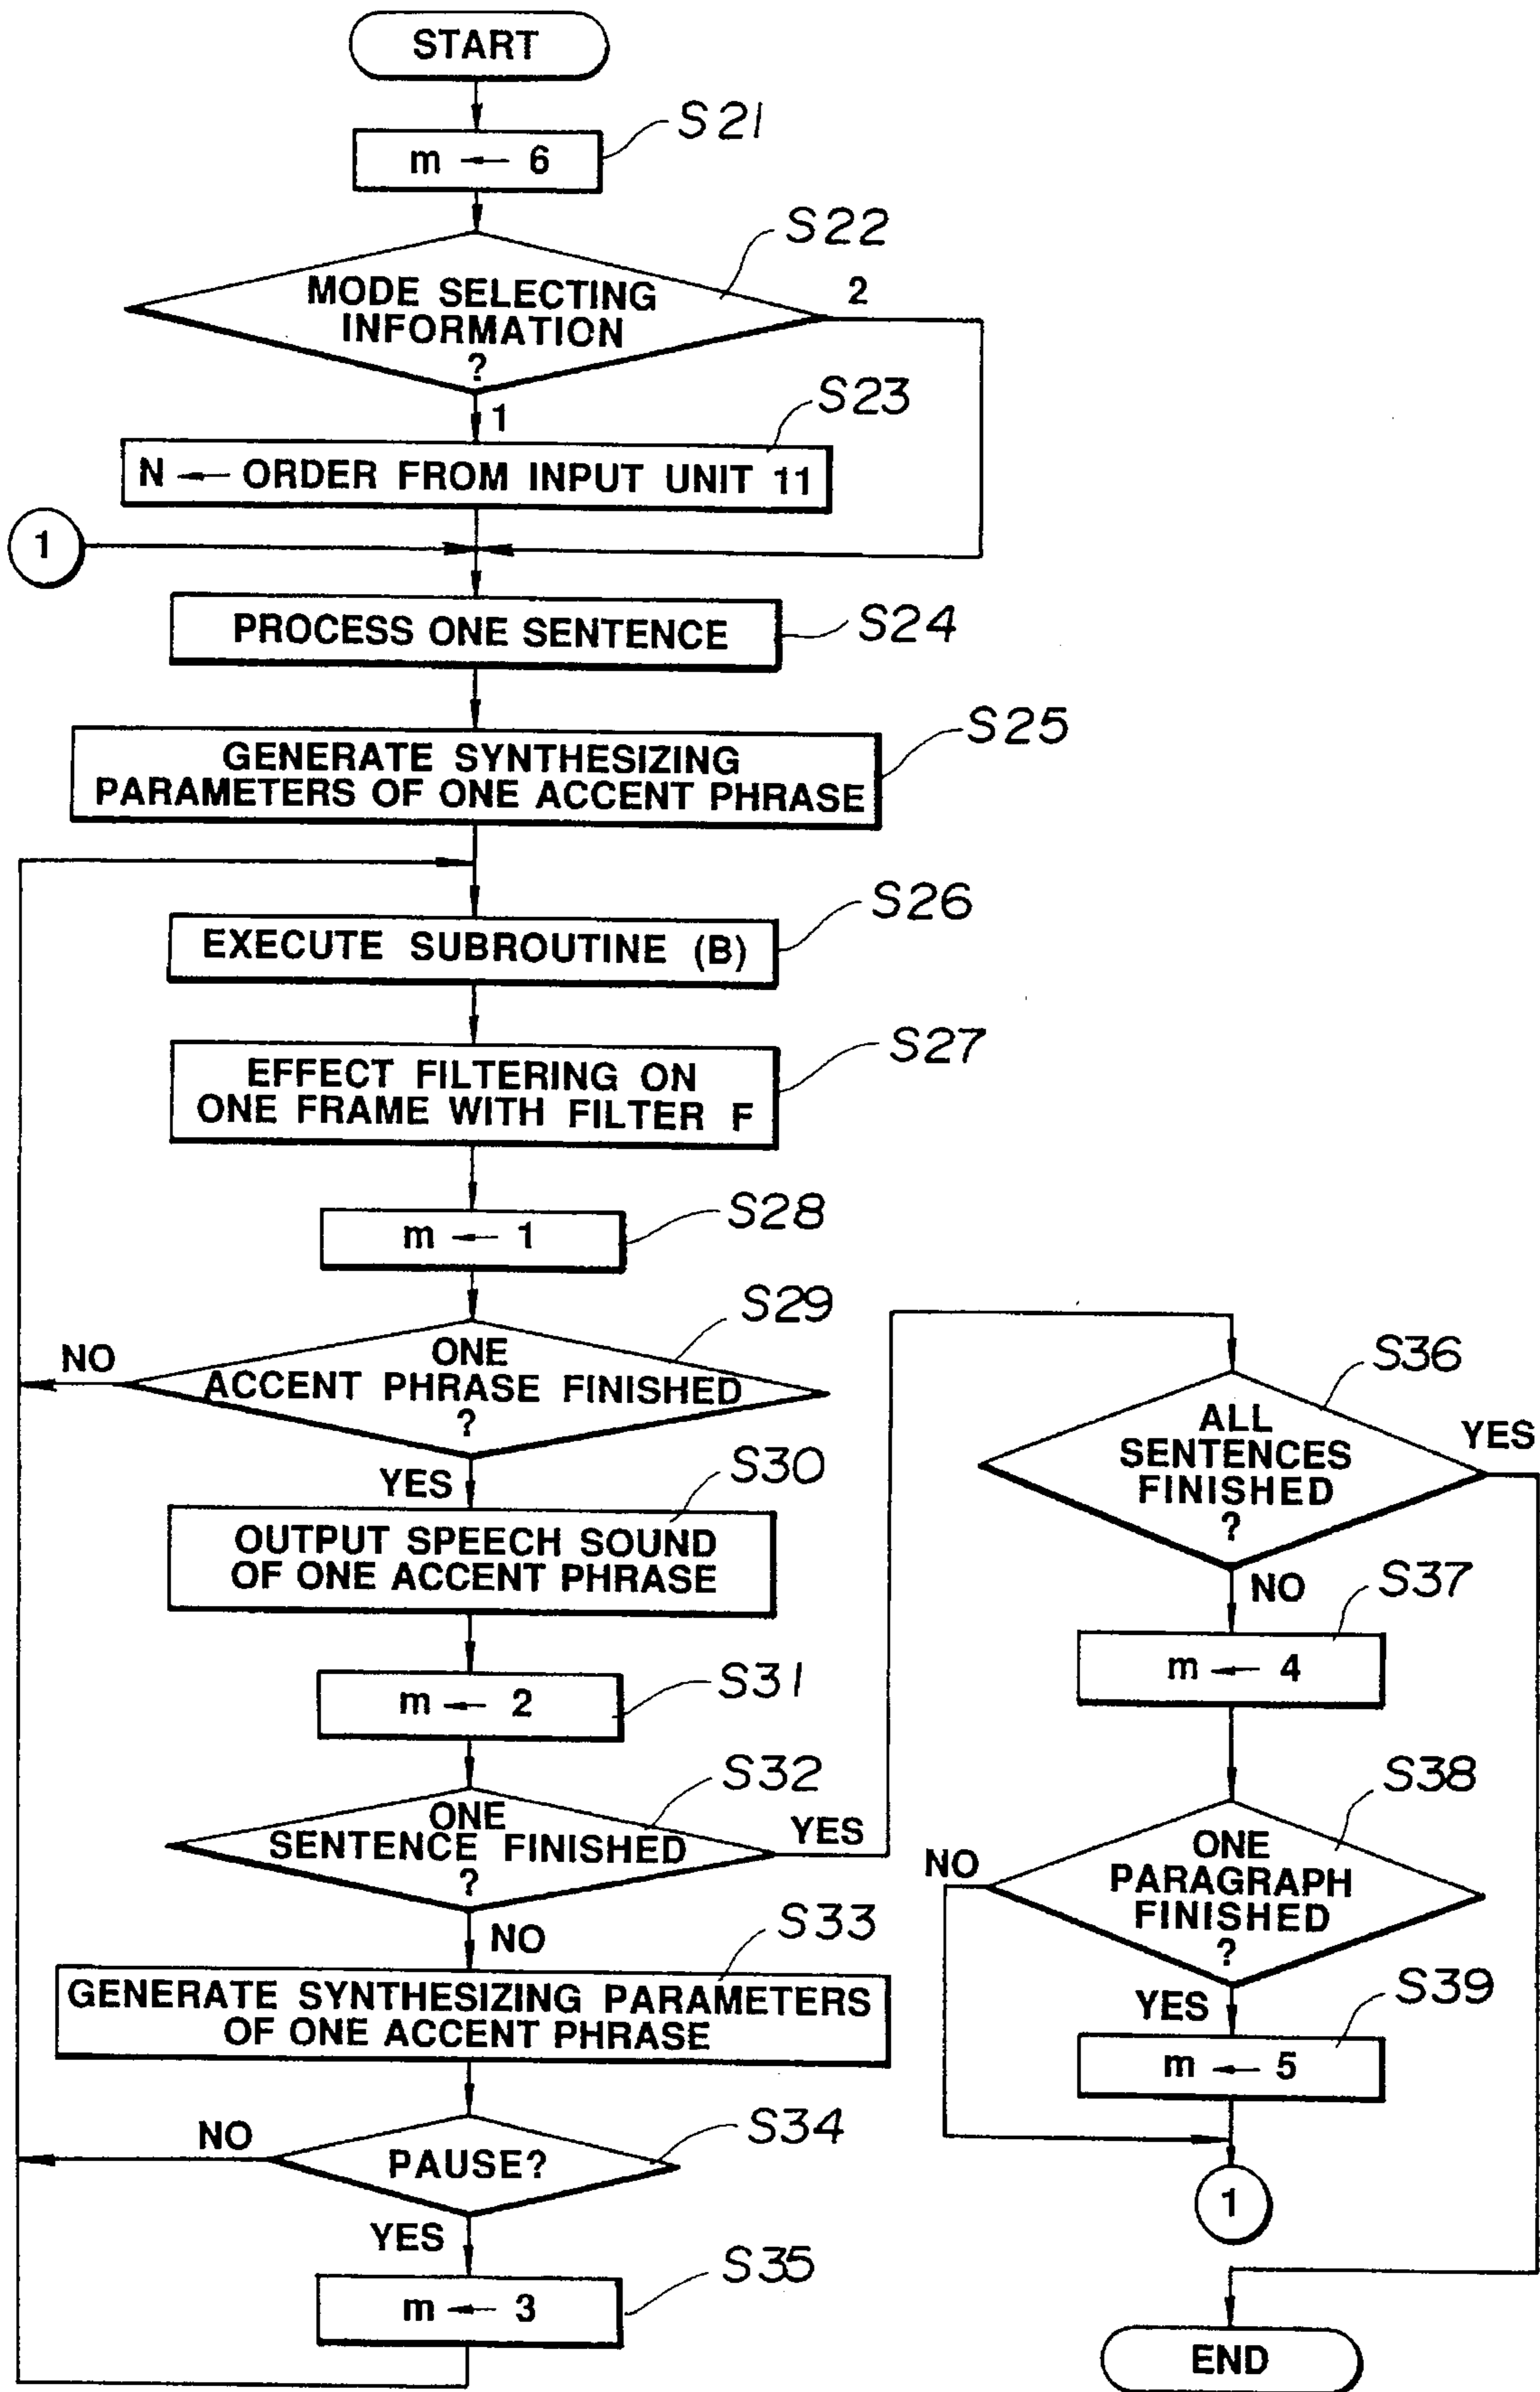 START
S21
m ← 6
S22
MODE SELECTING
INFORMATION
?
2
1
S23
N ← ORDER FROM INPUT UNIT 11
1
PROCESS ONE SENTENCE
S24
S25
GENERATE SYNTHESIZING
PARAMETERS OF ONE ACCENT PHRASE
S26
EXECUTE SUBROUTINE (B)
S27
EFFECT FILTERING ON
ONE FRAME WITH FILTER F
S28
m ← 1
S29
ONE
ACCENT PHRASE FINISHED
?
NO
YES
S30
OUTPUT SPEECH SOUND
OF ONE ACCENT PHRASE
S31
m ← 2
S32
ONE
SENTENCE FINISHED
?
YES
NO
S33
GENERATE SYNTHESIZING PARAMETERS
OF ONE ACCENT PHRASE
S34
PAUSE?
NO
YES
S35
m ← 3
S36
ALL
SENTENCES
FINISHED
?
YES
NO
S37
m ← 4
S38
ONE
PARAGRAPH
FINISHED
?
NO
YES
S39
m ← 5
1
END